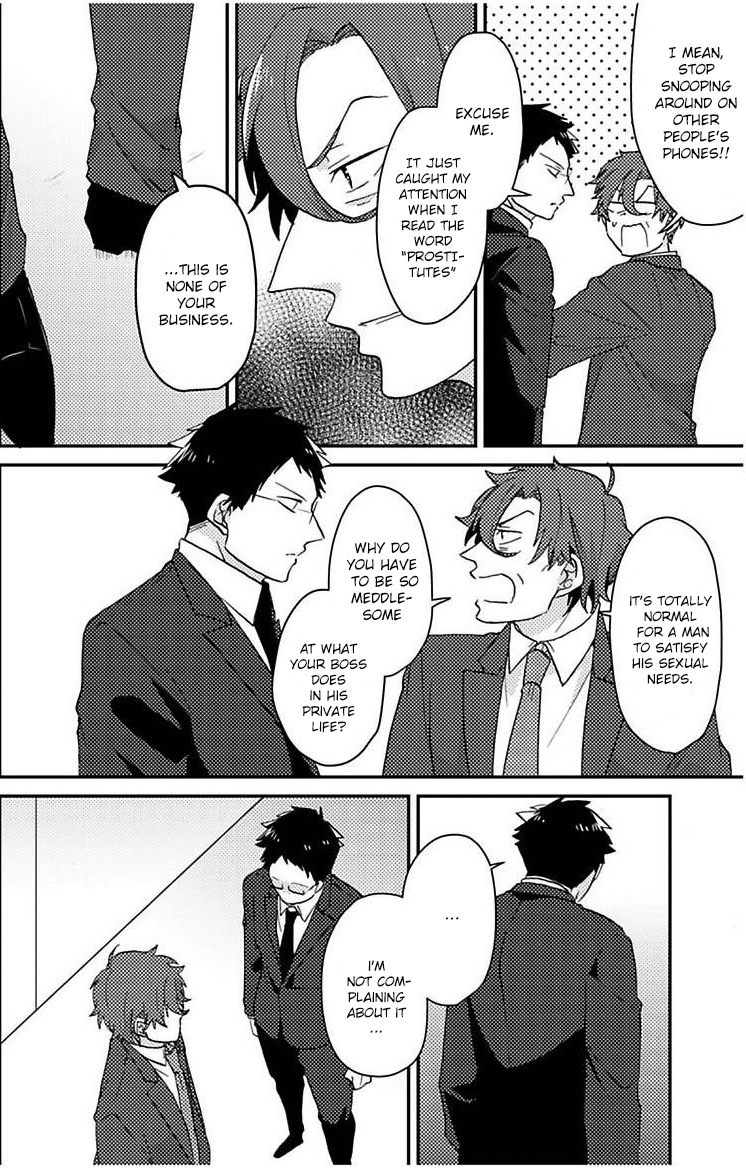 I MEAN,
STOP
SNOOPING
AROUND ON
OTHER
PEOPLE'S
PHONES!!
EXCUSE
ME.
IT JUST
CAUGHT MY
ATTENTION
WHEN I
READ THE
WORD
"PROSTI-
TUTES"
...THIS IS
NONE OF
YOUR
BUSINESS.
IT'S TOTALLY
NORMAL
FOR A MAN
TO SATISFY
HIS SEXUAL
NEEDS.
WHY DO
YOU HAVE
TO BE SO
MEDDLE-
SOME
AT WHAT
YOUR BOSS
DOES
IN HIS
PRIVATE
LIFE?
...
I'M
NOT COM-
PLAINING
ABOUT IT
...